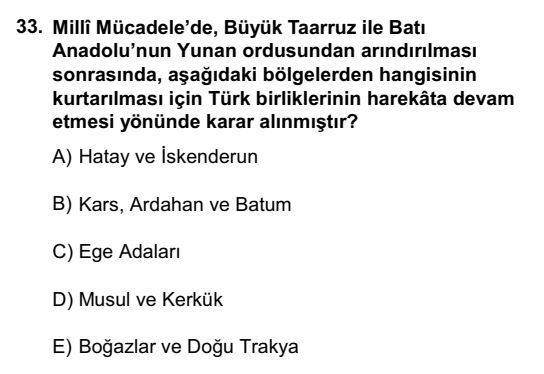 33. Millî Mücadele’de, Büyük Taarruz ile Batı
Anadolu’nun Yunan ordusundan arındırılması
sonrasında, aşağıdaki bölgelerden hangisinin
kurtarılması için Türk birliklerinin harekâta devam
etmesi yönünde karar alınmıştır?
A) Hatay ve İskenderun
B) Kars, Ardahan ve Batum
C) Ege Adaları
D) Musul ve Kerkük
E) Boğazlar ve Doğu Trakya